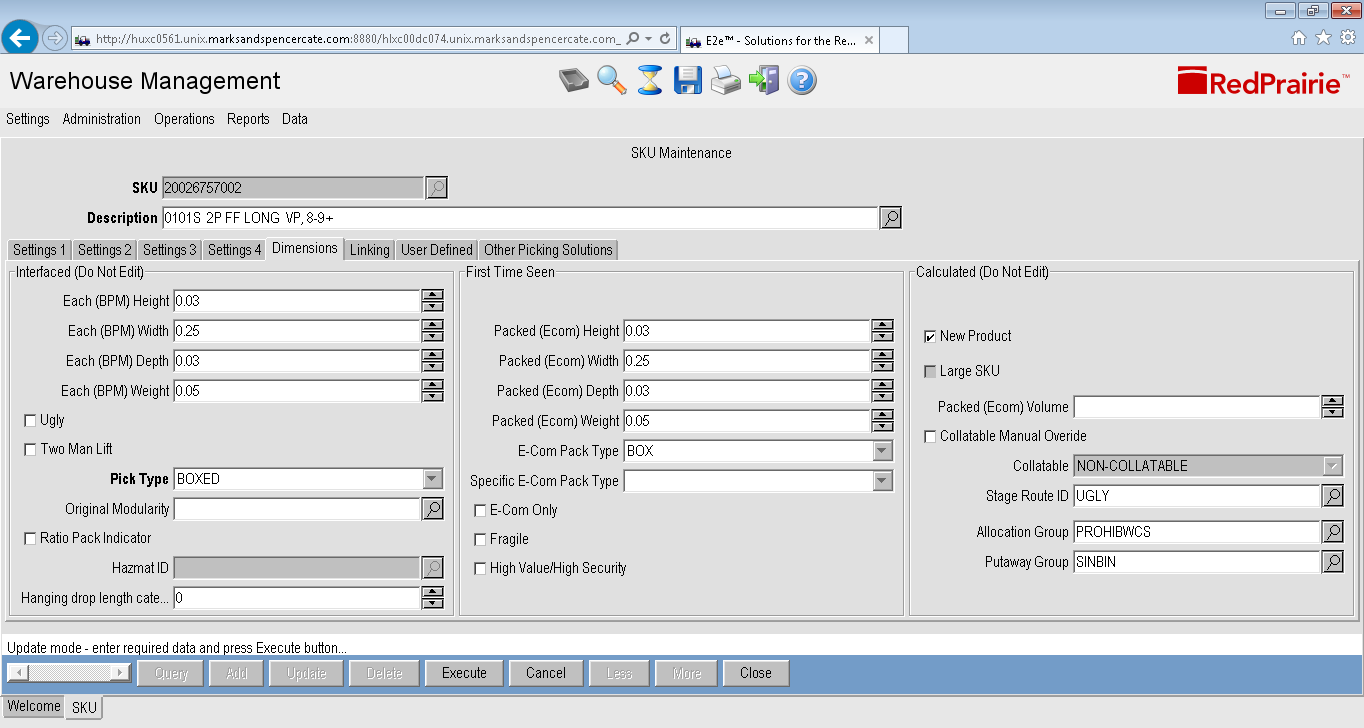 http://huxc0561.unix.marksandspencercate.com:8880/hlxc00dc074.unix.marksandspencercate.com_
E2e™ - Solutions for the Re...
Warehouse Management
RedPrairie™
Settings Administration Operations Reports Data
SKU Maintenance
SKU 20026757002
Description 0101S 2P FF LONG VP, 8-9+
Settings 1 Settings 2 Settings 3 Settings 4 Dimensions Linking User Defined Other Picking Solutions
Interfaced (Do Not Edit)
Each (BPM) Height 0.03
Each (BPM) Width 0.25
Each (BPM) Depth 0.03
Each (BPM) Weight 0.05
Ugly
Two Man Lift
Pick Type BOXED
Original Modularity
Ratio Pack Indicator
Hazmat ID
Hanging drop length cate... 0
First Time Seen
Packed (Ecom) Height 0.03
Packed (Ecom) Width 0.25
Packed (Ecom) Depth 0.03
Packed (Ecom) Weight 0.05
E-Com Pack Type BOX
Specific E-Com Pack Type
E-Com Only
Fragile
High Value/High Security
Calculated (Do Not Edit)
New Product
Large SKU
Packed (Ecom) Volume
Collatable Manual Overide
Collatable NON-COLLATABLE
Stage Route ID UGLY
Allocation Group PROHIBWCS
Putaway Group SINBIN
Update mode - enter required data and press Execute button...
Query Add Update Delete Execute Cancel Less More Close
Welcome SKU